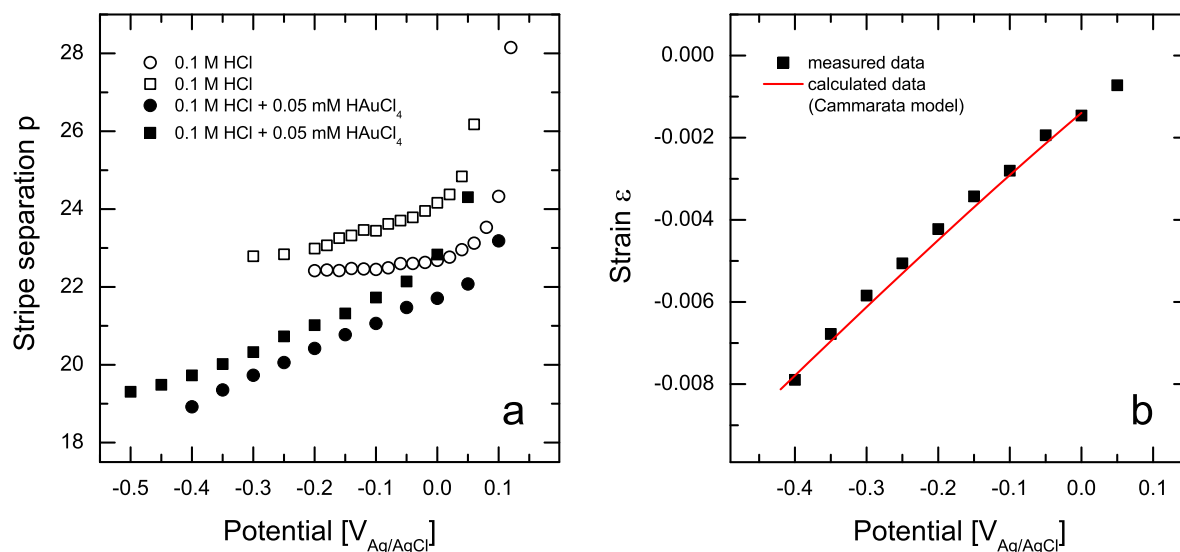 28
26
24
22
20
18
Stripe separation p
0.1 M HCl
0.1 M HCl
0.1 M HCl + 0.05 mM HAuCl₄
0.1 M HCl + 0.05 mM HAuCl₄
a
-0.5 -0.4 -0.3 -0.2 -0.1 0.0 0.1
Potential [V_Ag/AgCl]
0.000
-0.002
-0.004
-0.006
-0.008
Strain ε
measured data
calculated data
(Cammarata model)
b
-0.4 -0.3 -0.2 -0.1 0.0 0.1
Potential [V_Ag/AgCl]